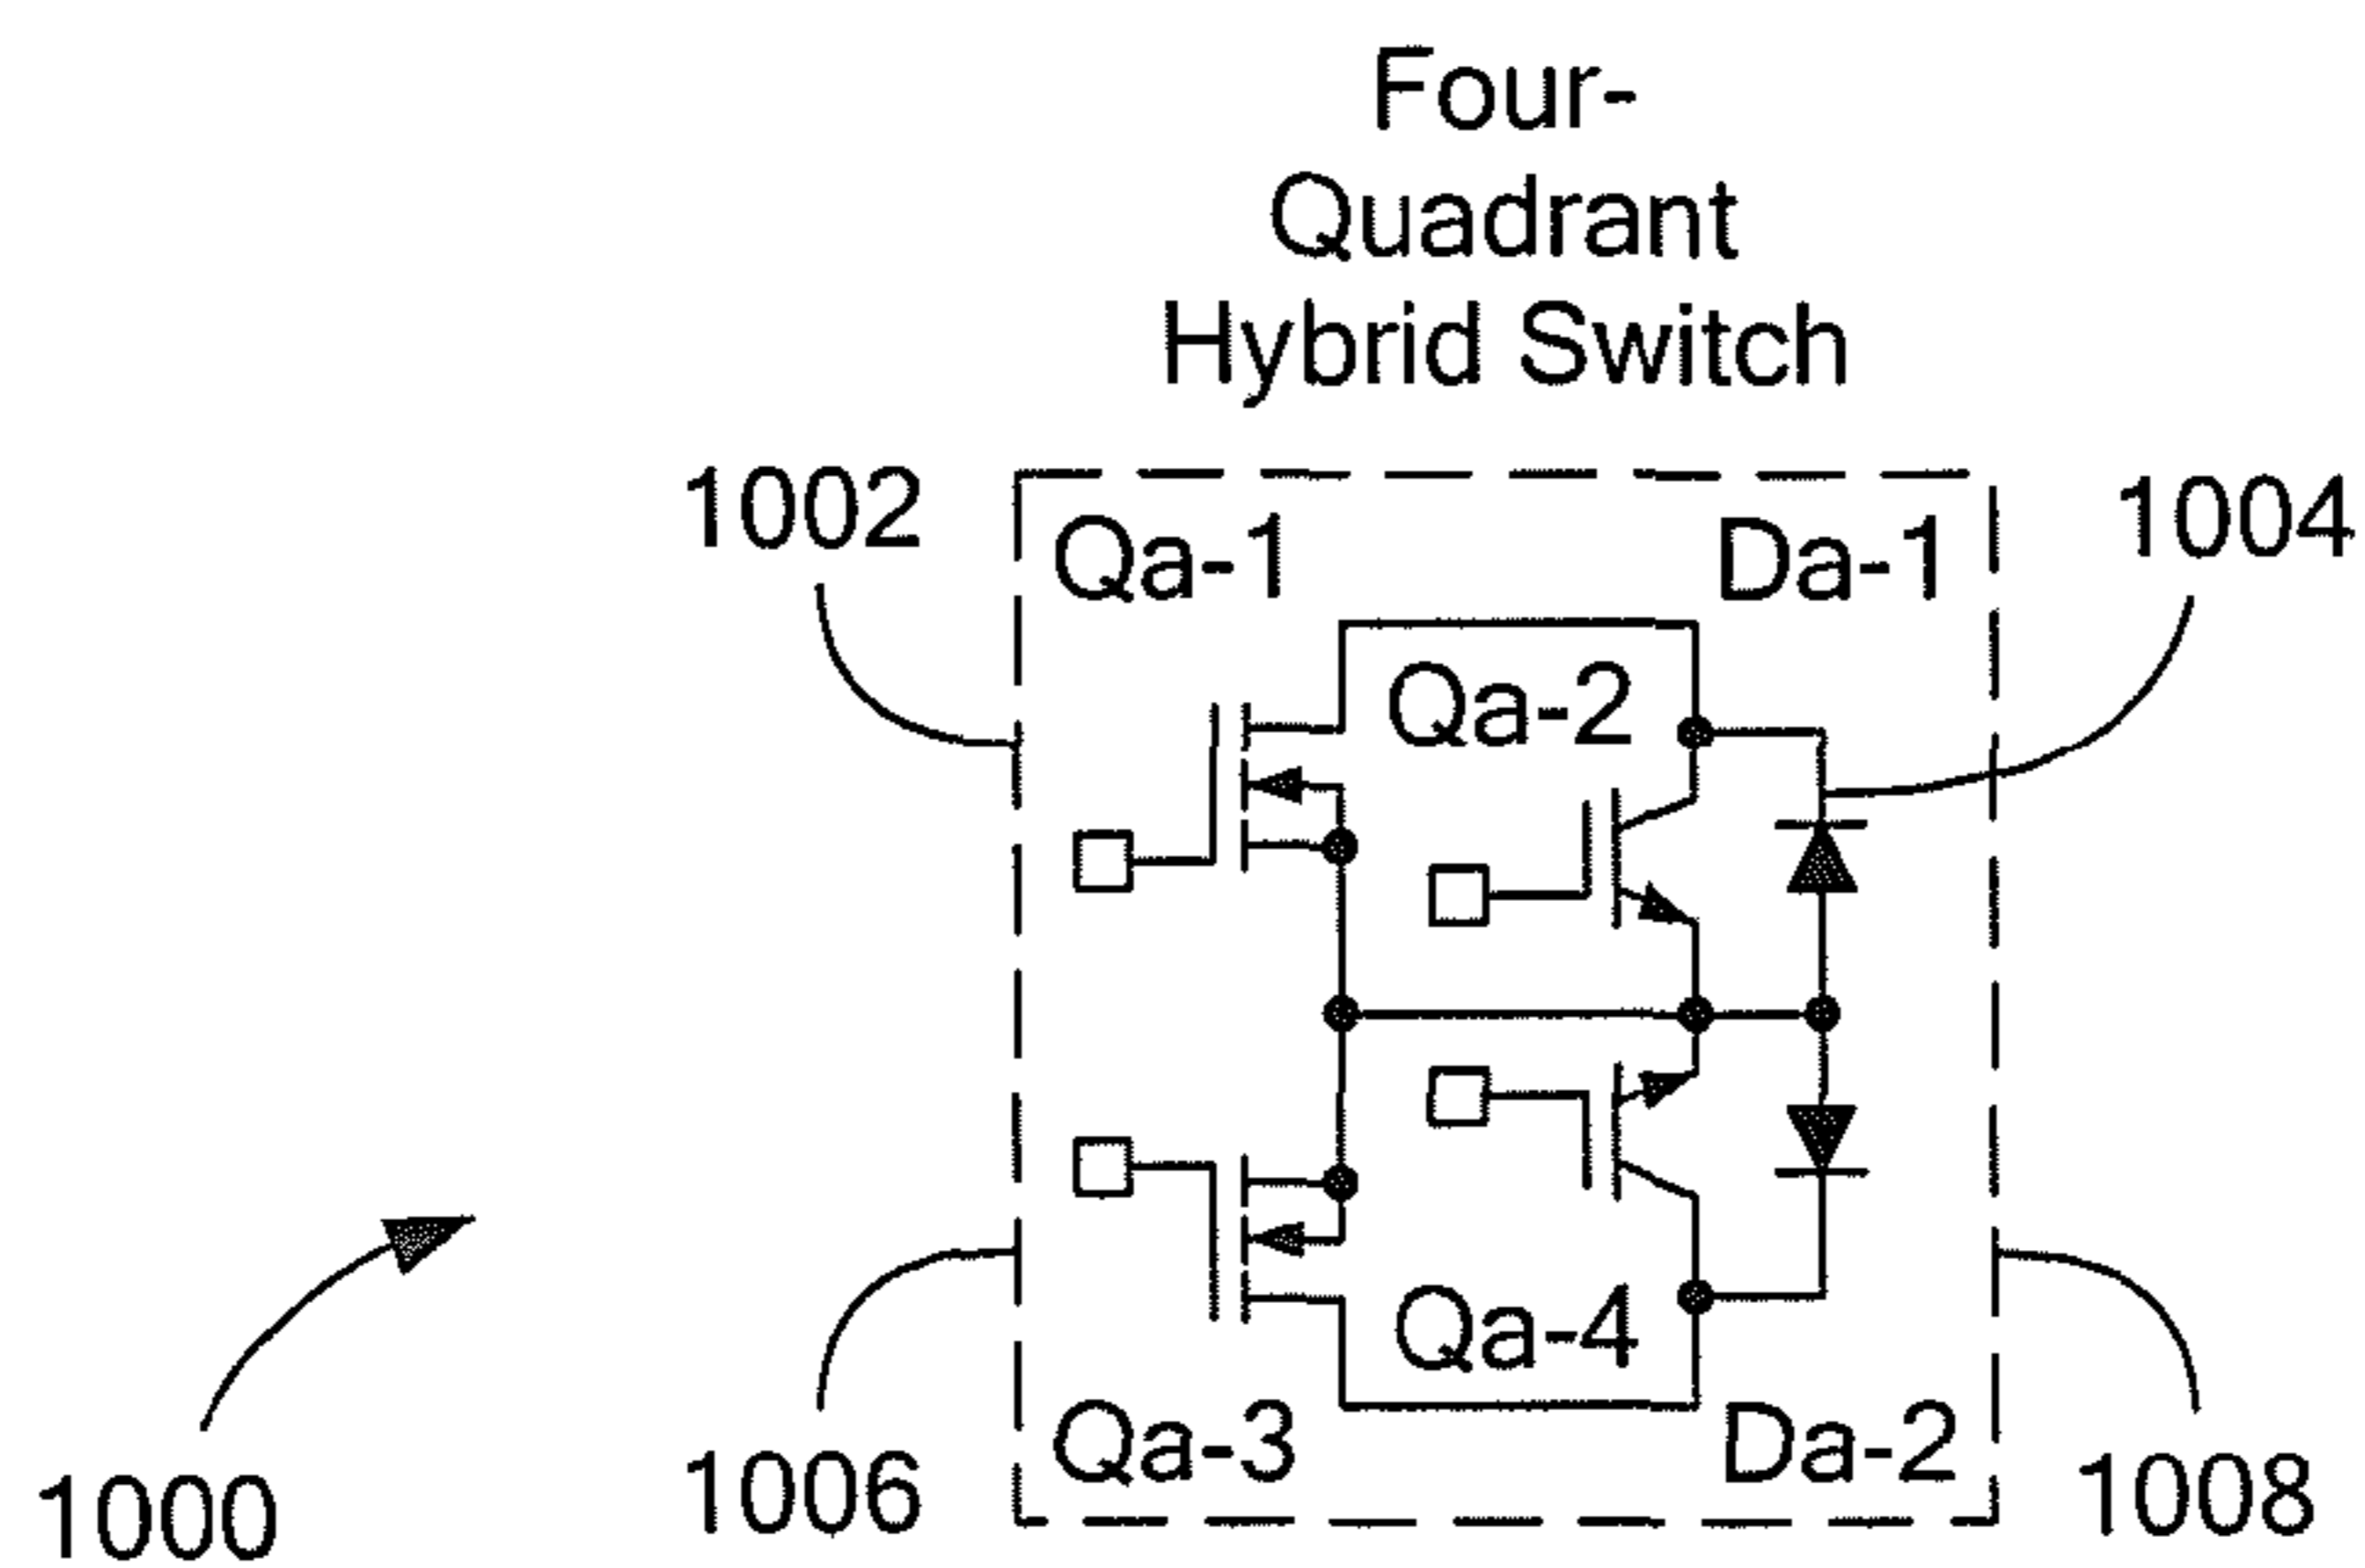 Four-
Quadrant
Hybrid Switch
1002
Qa-1
Da-1
1004
Qa-2
Qa-4
Qa-3
Da-2
1000
1006
1008